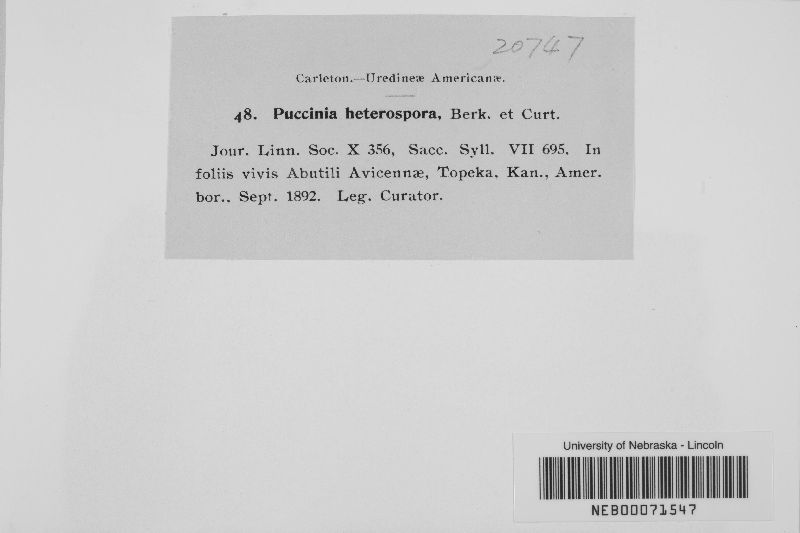 20747
Carleton.—Uredineæ Americanæ.
48. Puccinia heterospora, Berk. et Curt.
Jour. Linn. Soc. X 356, Sacc. Syll. VII 695. In
foliis vivis Abutili Avicennæ, Topeka, Kan., Amer.
bor., Sept. 1892. Leg. Curator.
University of Nebraska - Lincoln
NEB00071547